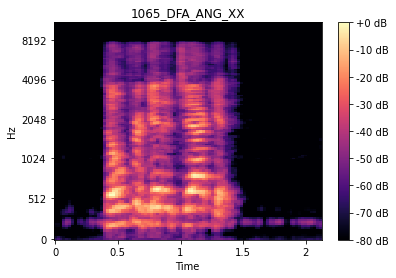 1065_DFA_ANG_XX
8192
4096
2048
1024
512
0
Hz
0
0.5
1
1.5
2
Time
+0 dB
-10 dB
-20 dB
-30 dB
-40 dB
-50 dB
-60 dB
-70 dB
-80 dB